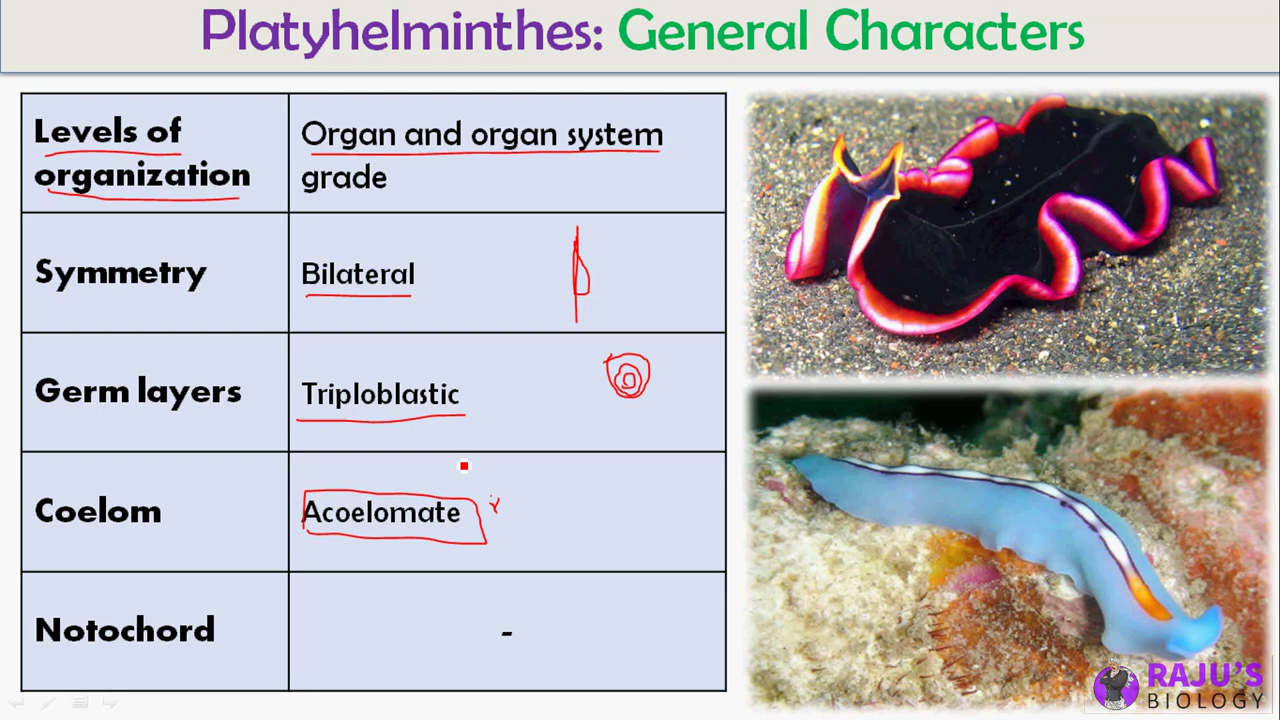 Platyhelminthes: General Characters
Levels of
organization
Organ and organ system
grade
Symmetry
Bilateral
Germ layers
Triploblastic
Coelom
Acoelomate
Notochord
-
RAJU'S
BIOLOGY